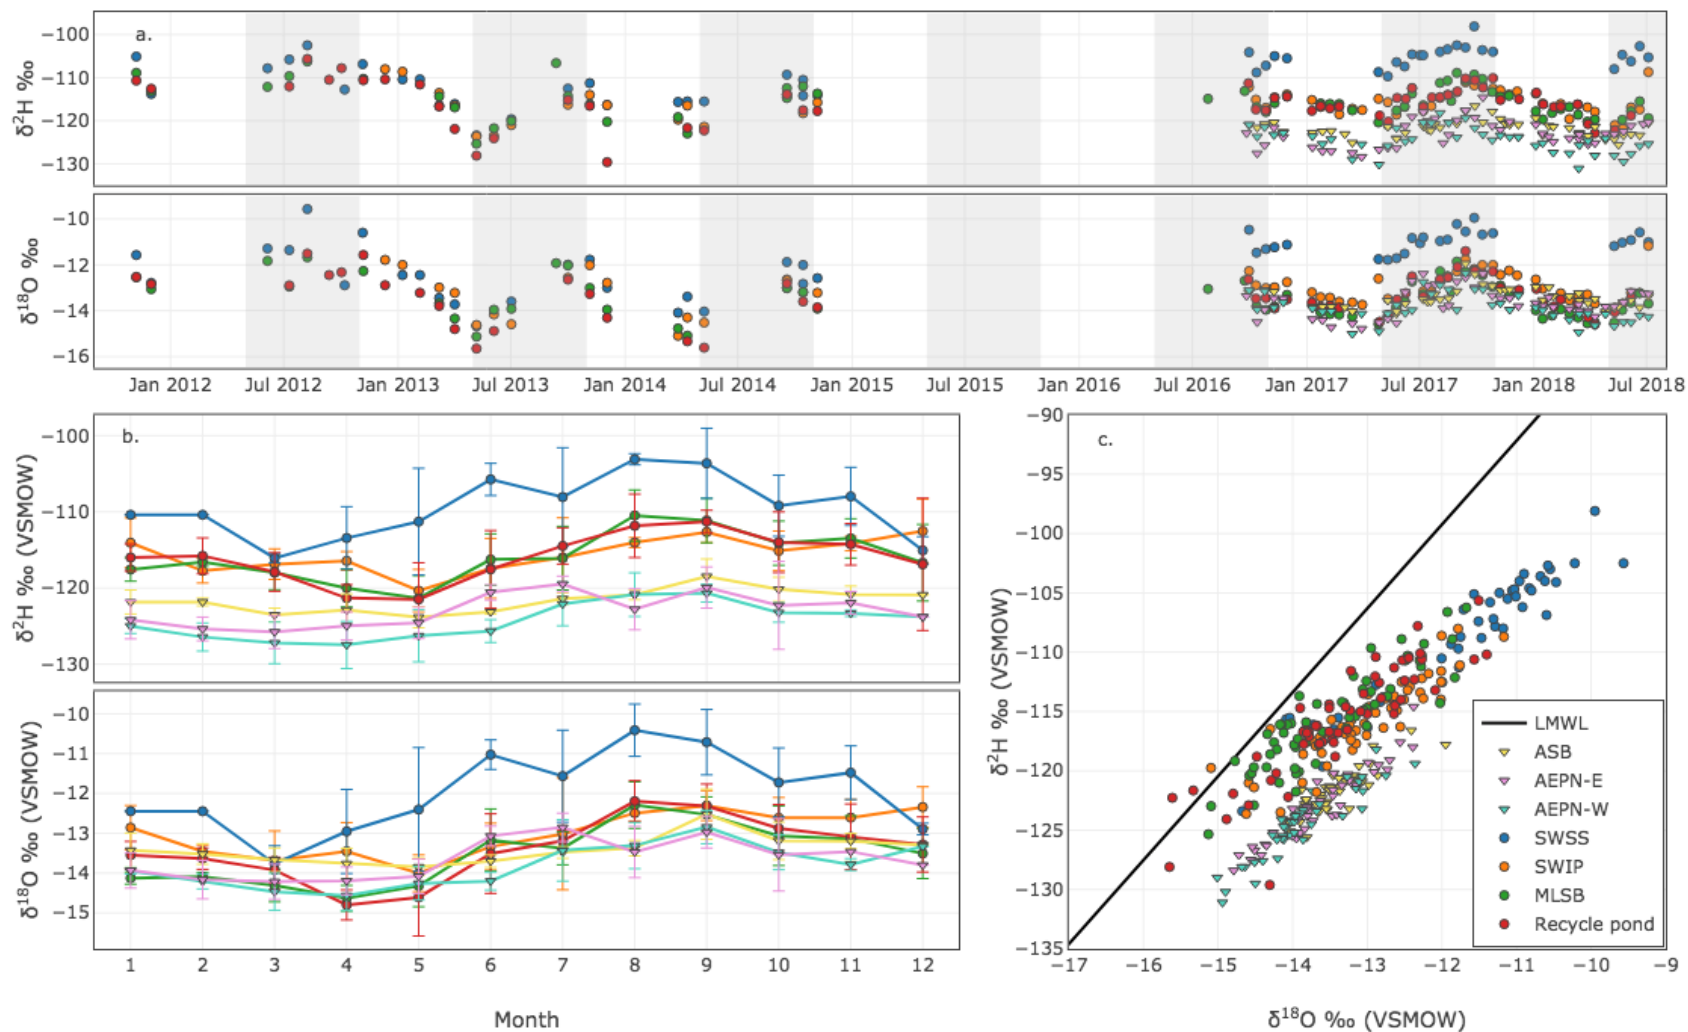 a.
−100
−110
−120
−130
δ²H ‰
−10
−12
−14
−16
δ¹⁸O ‰
Jan 2012 Jul 2012 Jan 2013 Jul 2013 Jan 2014 Jul 2014 Jan 2015 Jul 2015 Jan 2016 Jul 2016 Jan 2017 Jul 2017 Jan 2018 Jul 2018
b.
−100
−110
−120
−130
δ²H ‰ (VSMOW)
−10
−11
−12
−13
−14
−15
δ¹⁸O ‰ (VSMOW)
1 2 3 4 5 6 7 8 9 10 11 12
Month
c.
−90
−95
−100
−105
−110
−115
−120
−125
−130
−135
δ²H ‰ (VSMOW)
LMWL
ASB
AEPN-E
AEPN-W
SWSS
SWIP
MLSB
Recycle pond
−17 −16 −15 −14 −13 −12 −11 −10 −9
δ¹⁸O ‰ (VSMOW)